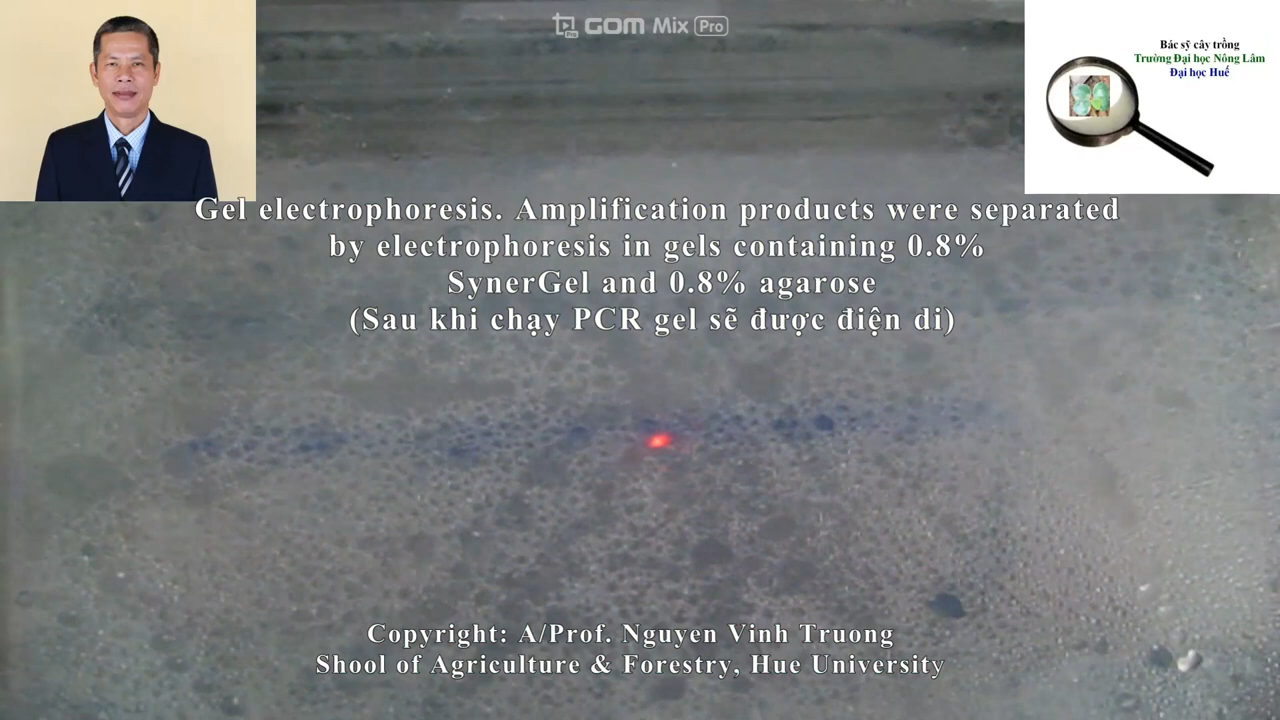 GOM Mix Pro
Bác sỹ cây trồng
Trường Đại học Nông Lâm
Đại học Huế
Gel electrophoresis. Amplification products were separated
by electrophoresis in gels containing 0.8%
SynerGel and 0.8% agarose
(Sau khi chạy PCR gel sẽ được điện di)
Copyright: A/Prof. Nguyen Vinh Truong
Shool of Agriculture & Forestry, Hue University